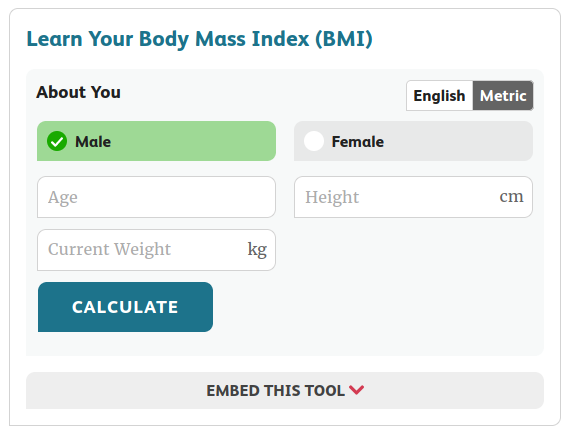 Learn Your Body Mass Index (BMI)
About You
English Metric
Male
Female
Age
Height cm
Current Weight kg
CALCULATE
EMBED THIS TOOL